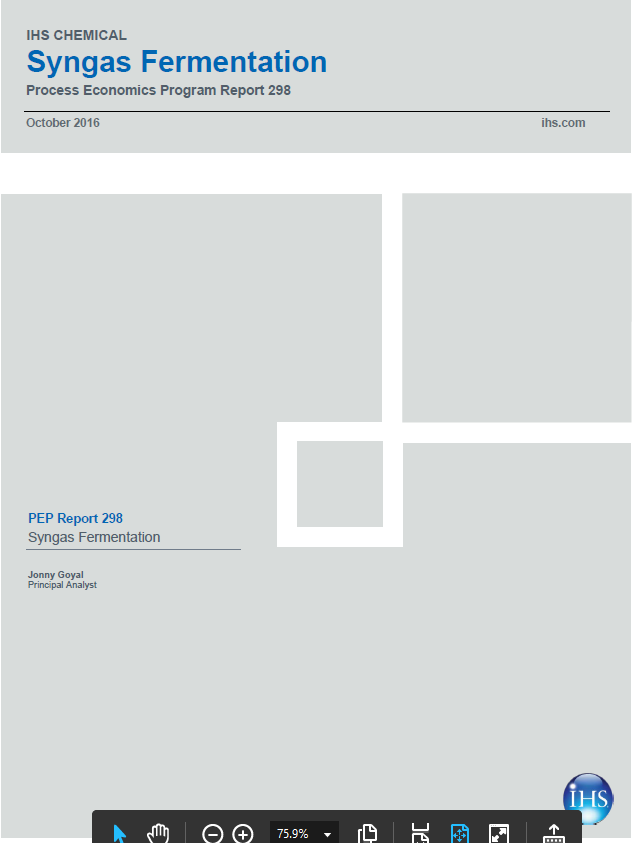 IHS CHEMICAL
Syngas Fermentation
Process Economics Program Report 298
October 2016 ihs.com
PEP Report 298
Syngas Fermentation
Jonny Goyal
Principal Analyst
IHS
75.9%